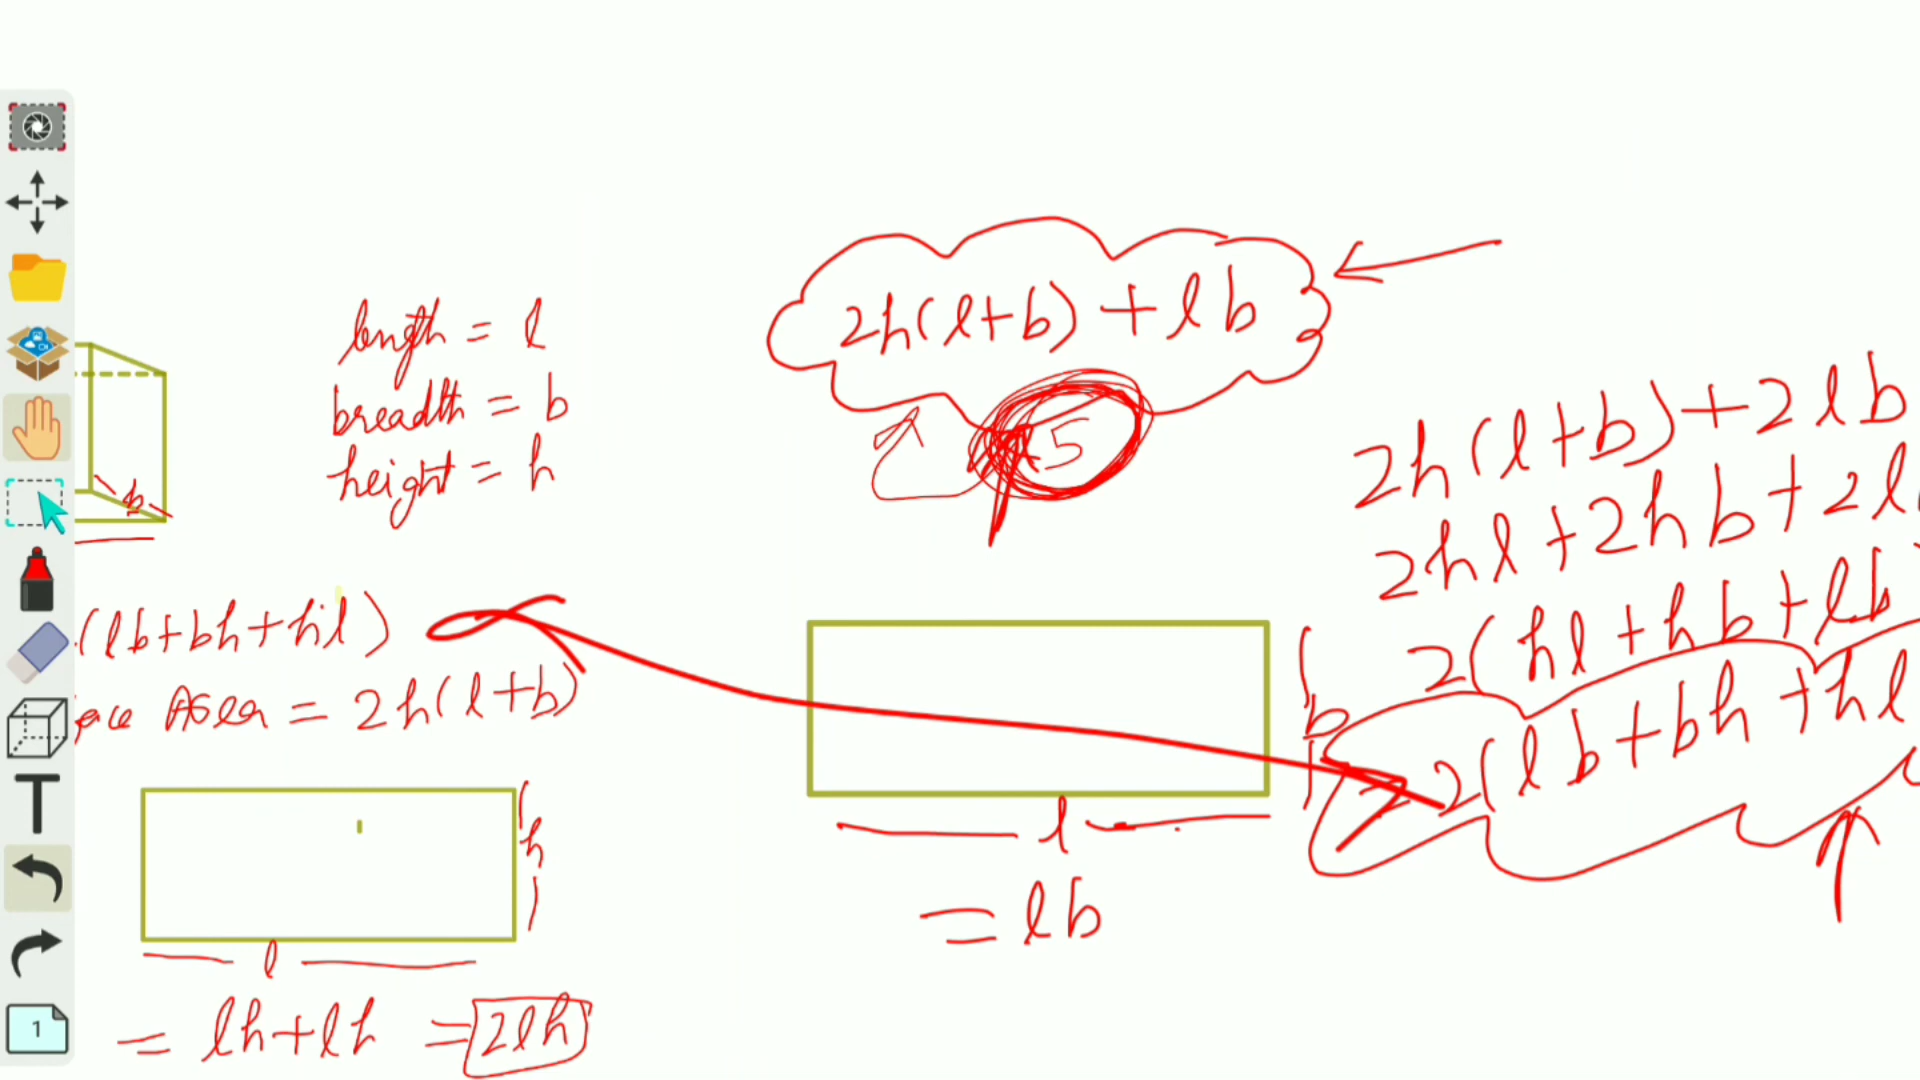 length = l
breadth = b
height = h
b
(lb+bh+hl)
ace Area = 2h(l+b)
h
l
= lh+lh = 2lh
2h(l+b) + lb
5
b
l
= lb
2h(l+b)+2lb
2hl+2hb+2l
2(hl+hb+lb
2(lb+bh+hl
T
1